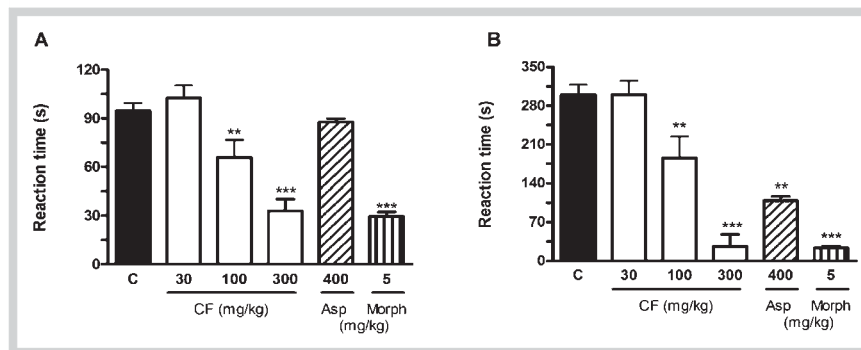 A
Reaction time (s)
120
90
60
30
0
**
***
***
C 30 100 300 400 5
CF (mg/kg) Asp Morph
(mg/kg)
B
Reaction time (s)
350
280
210
140
70
0
**
***
**
***
C 30 100 300 400 5
CF (mg/kg) Asp Morph
(mg/kg)